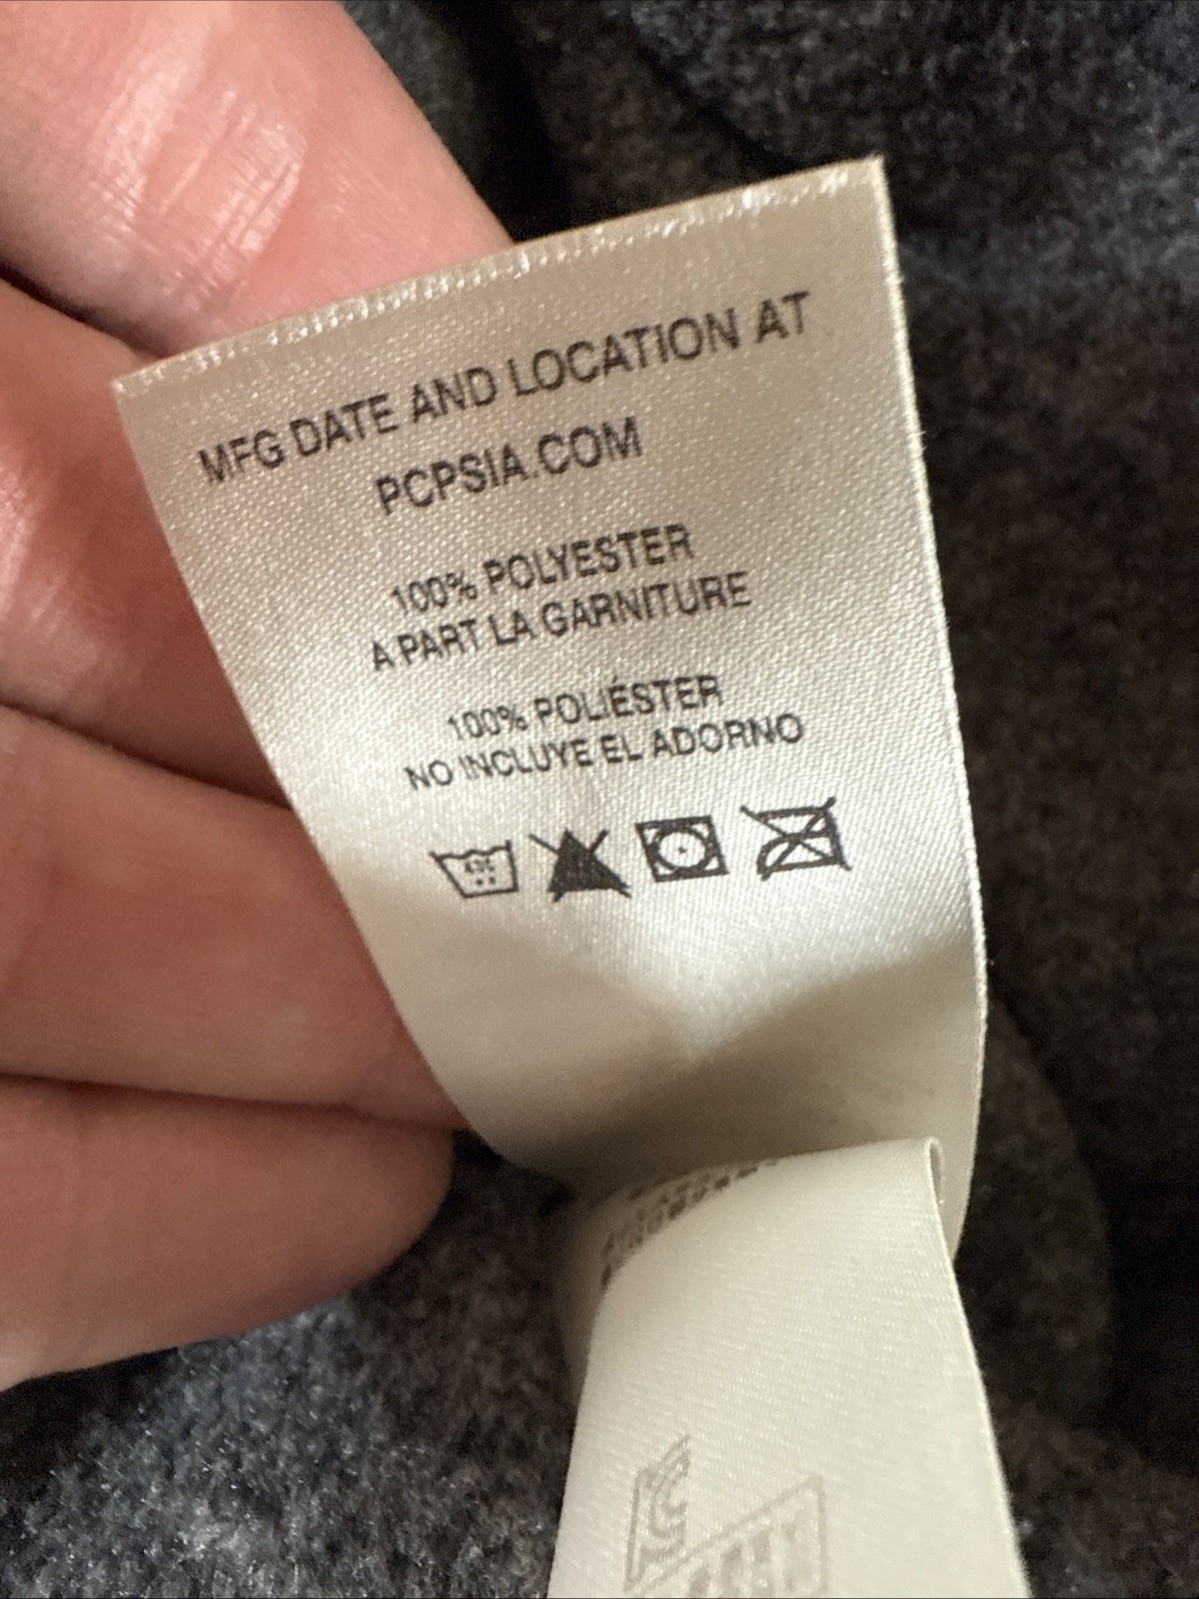 MFG DATE AND LOCATION AT
PCPSIA.COM
100% POLYESTER
A PART LA GARNITURE
100% POLIÉSTER
NO INCLUYE EL ADORNO